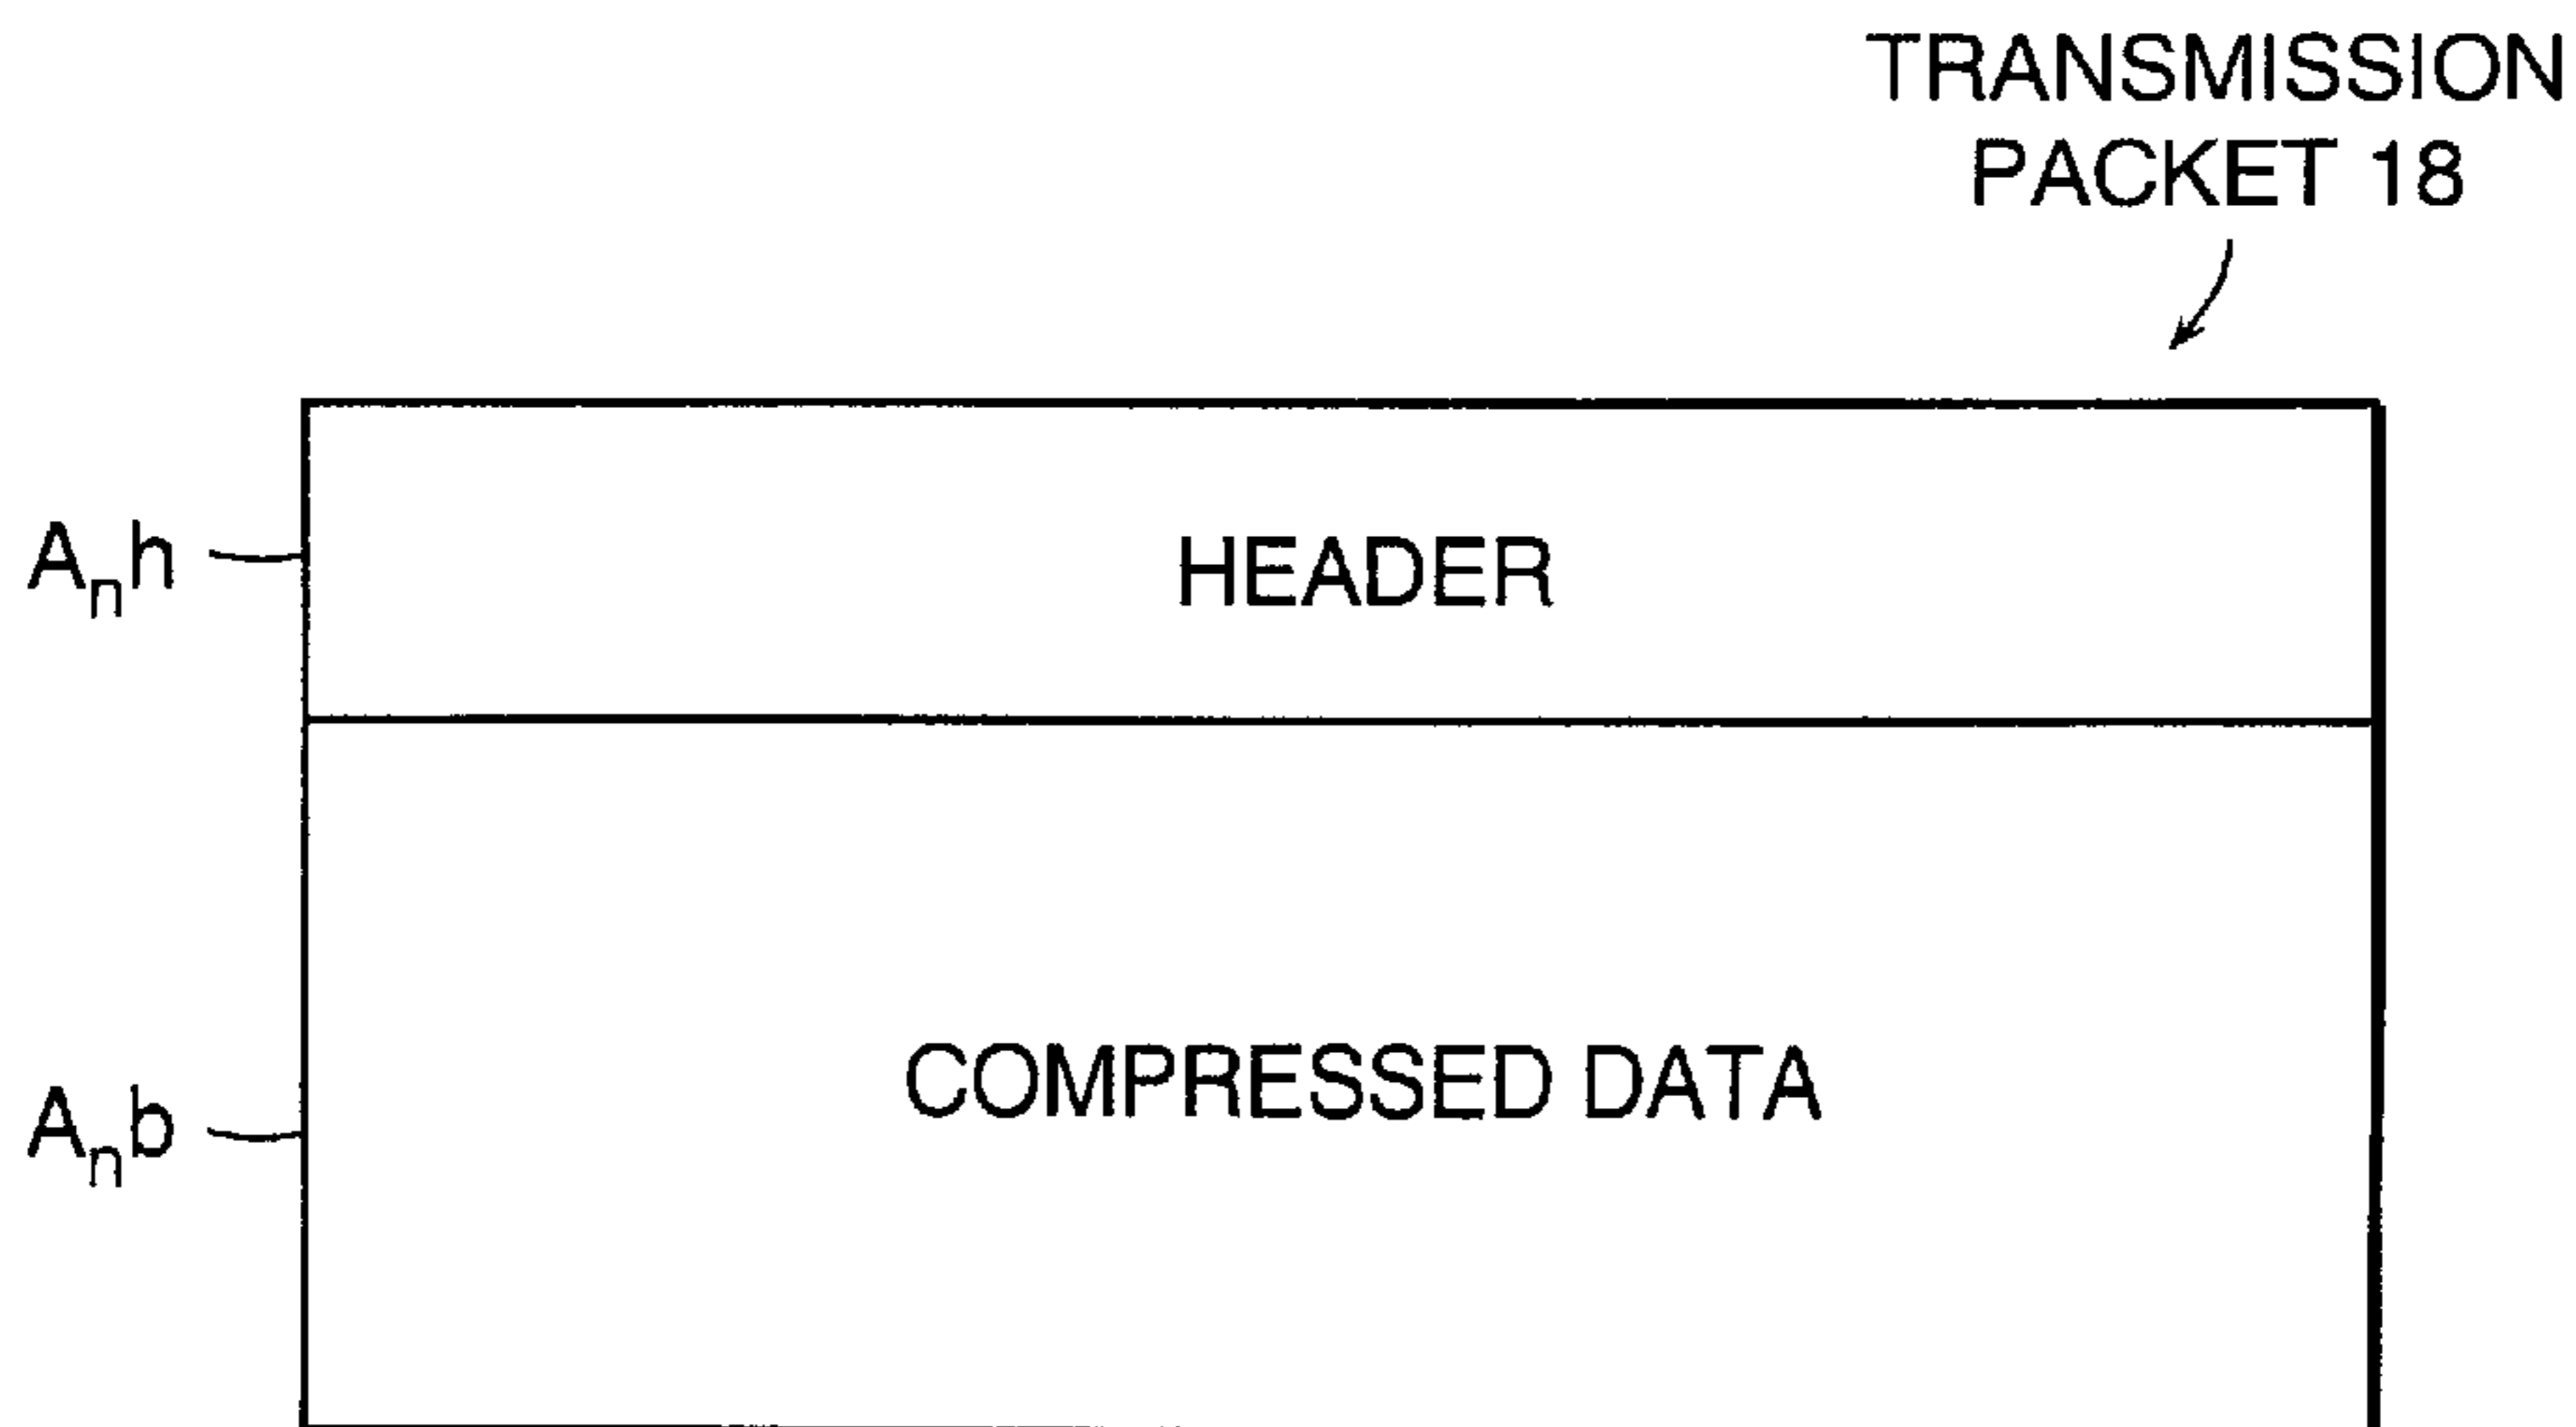 TRANSMISSION
PACKET 18
Aₙh
HEADER
Aₙb
COMPRESSED DATA